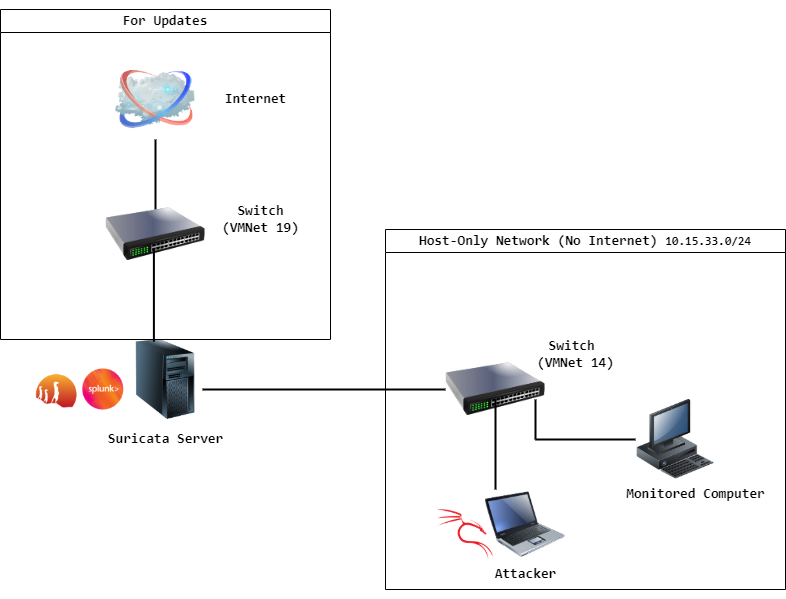 For Updates
Internet
Switch
(VMNet 19)
Host-Only Network (No Internet) 10.15.33.0/24
Switch
(VMNet 14)
splunk>
Suricata Server
Monitored Computer
Attacker